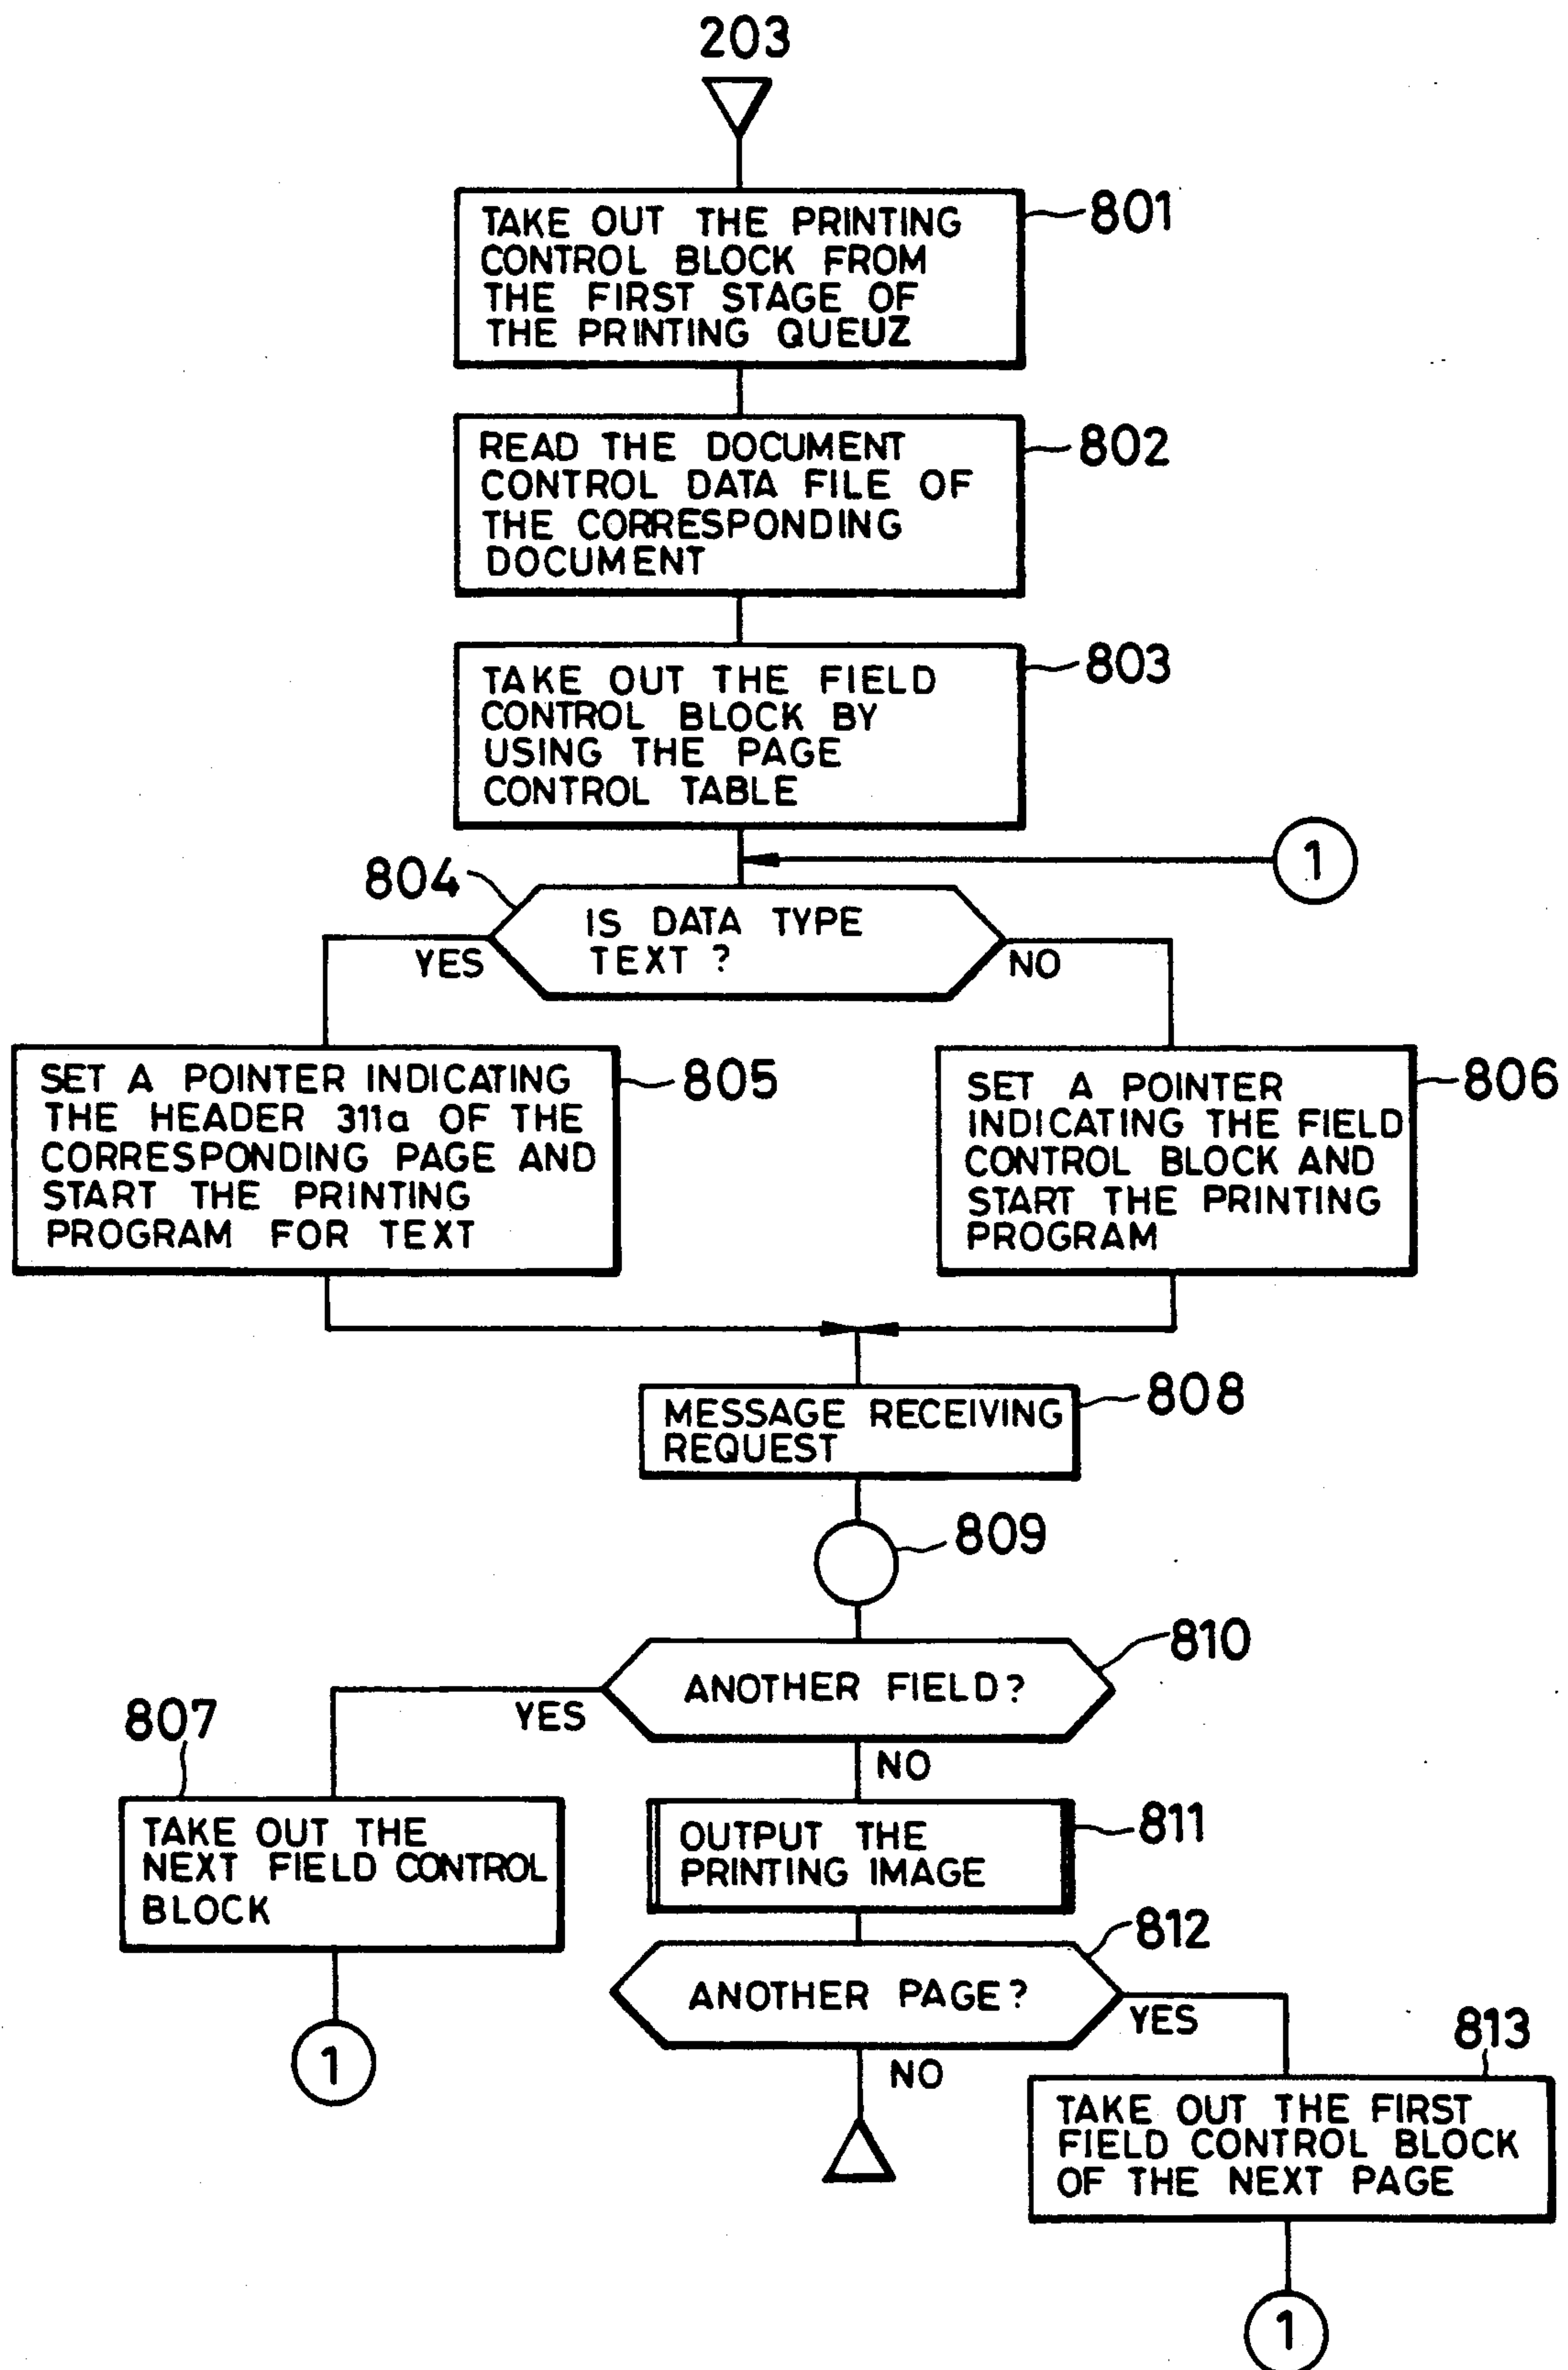 203
801
TAKE OUT THE PRINTING
CONTROL BLOCK FROM
THE FIRST STAGE OF
THE PRINTING QUEUZ
802
READ THE DOCUMENT
CONTROL DATA FILE OF
THE CORRESPONDING
DOCUMENT
803
TAKE OUT THE FIELD
CONTROL BLOCK BY
USING THE PAGE
CONTROL TABLE
1
804
IS DATA TYPE
TEXT ?
YES
NO
805
SET A POINTER INDICATING
THE HEADER 311a OF THE
CORRESPONDING PAGE AND
START THE PRINTING
PROGRAM FOR TEXT
806
SET A POINTER
INDICATING THE FIELD
CONTROL BLOCK AND
START THE PRINTING
PROGRAM
808
MESSAGE RECEIVING
REQUEST
809
810
ANOTHER FIELD?
YES
NO
807
TAKE OUT THE
NEXT FIELD CONTROL
BLOCK
1
811
OUTPUT THE
PRINTING IMAGE
812
ANOTHER PAGE?
YES
NO
813
TAKE OUT THE FIRST
FIELD CONTROL BLOCK
OF THE NEXT PAGE
1